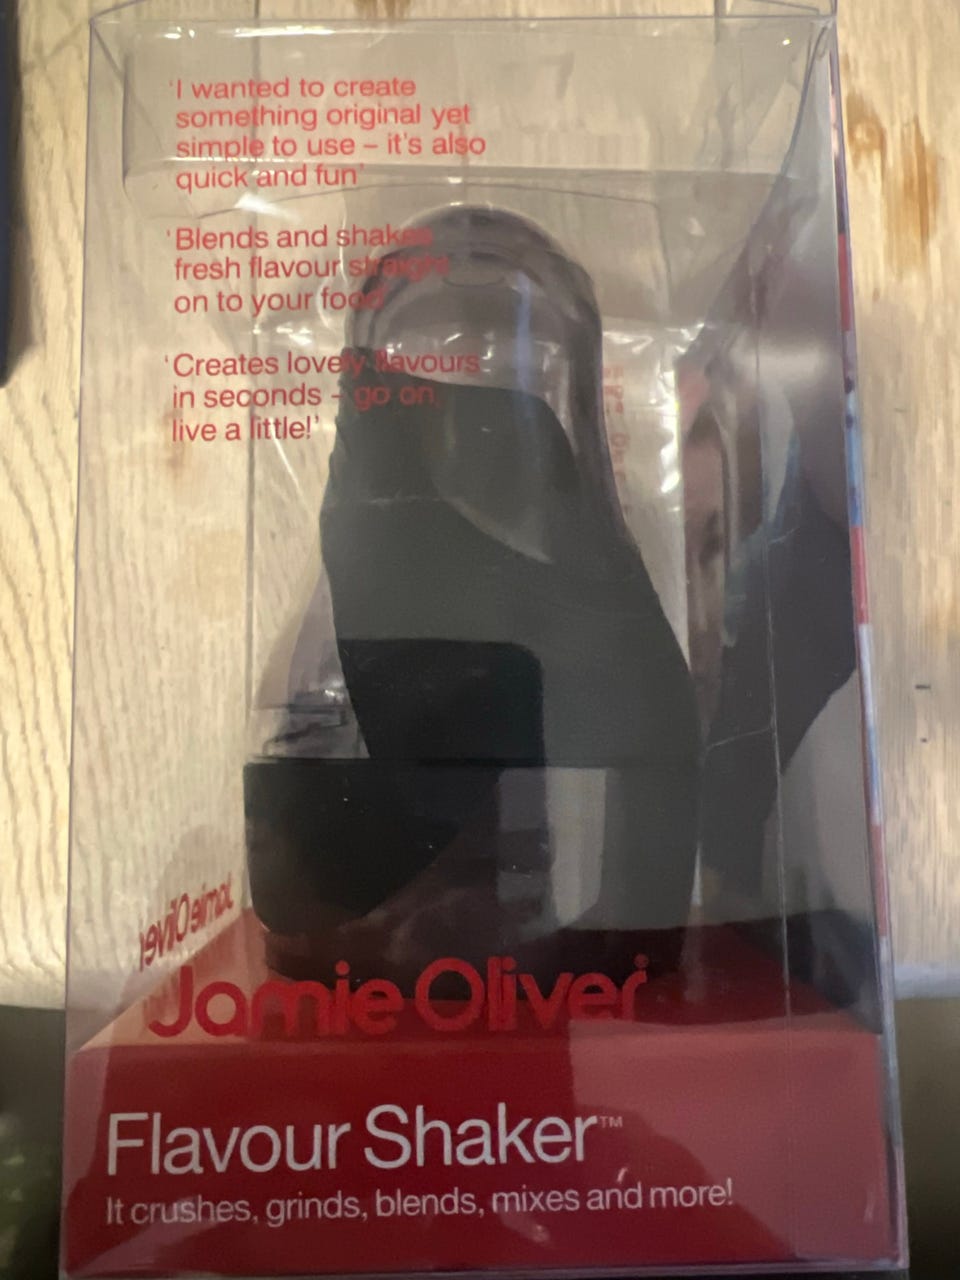 'I wanted to create
something original yet
simple to use – it's also
quick and fun'
'Blends and shakes
fresh flavour straight
on to your food'
'Creates lovely flavours
in seconds – go on,
live a little!'
Jamie Oliver
Jamie Oliver
Flavour Shaker™
It crushes, grinds, blends, mixes and more!